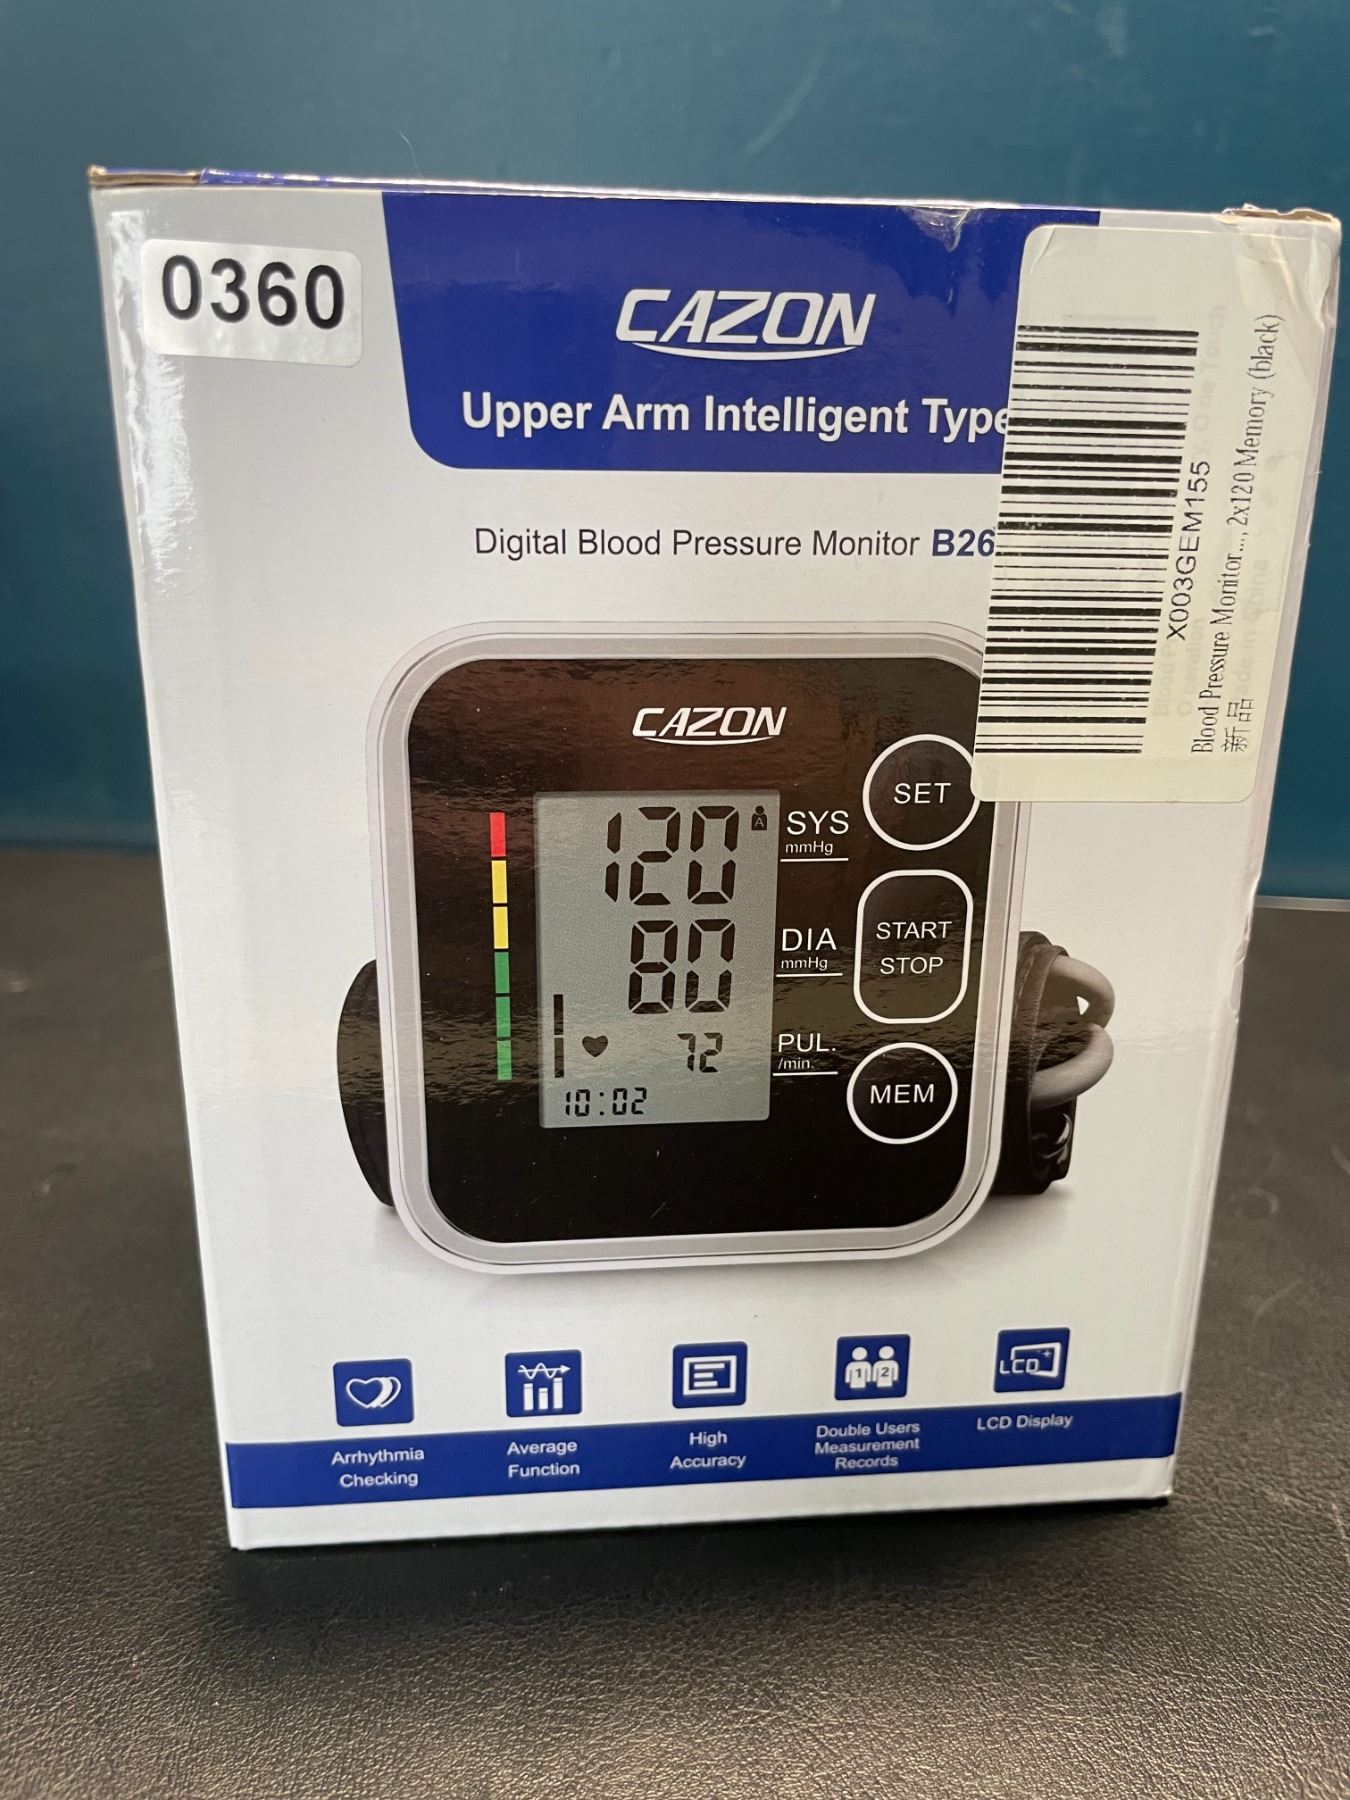 0360
CAZON
Upper Arm Intelligent Type
Digital Blood Pressure Monitor B26
X003GEM155
Blood Pressure Monitor..., 2x120 Memory (black)
新品
CAZON
120
A
SYS
mmHg
SET
80
DIA
mmHg
START
STOP
72
PUL.
/min.
10:02
MEM
1 2
LCD
Arrhythmia
Checking
Average
Function
High
Accuracy
Double Users
Measurement
Records
LCD Display